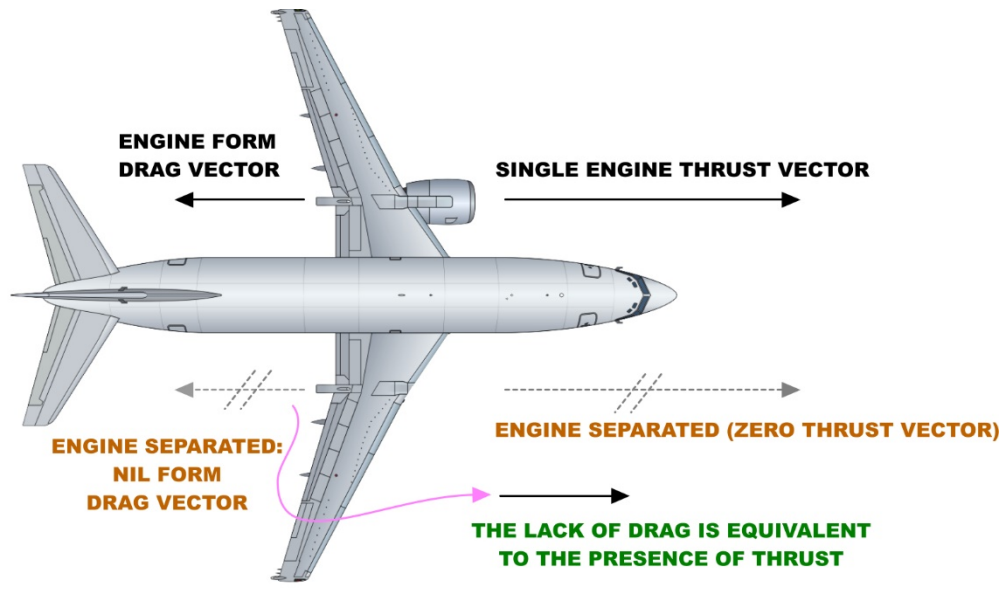 ENGINE FORM
DRAG VECTOR
SINGLE ENGINE THRUST VECTOR
ENGINE SEPARATED (ZERO THRUST VECTOR)
ENGINE SEPARATED:
NIL FORM
DRAG VECTOR
THE LACK OF DRAG IS EQUIVALENT
TO THE PRESENCE OF THRUST